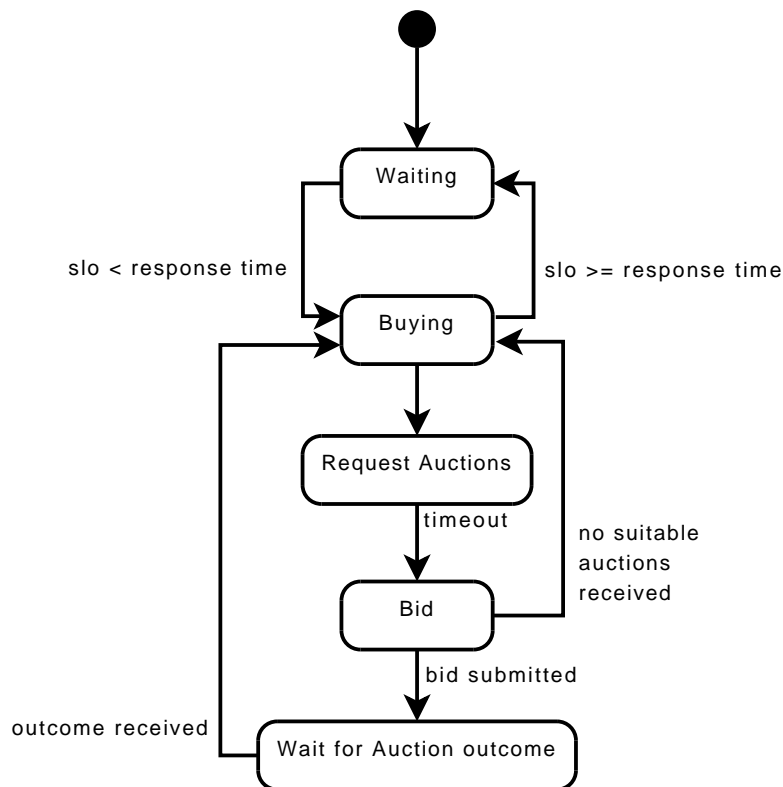 Waiting
slo < response time
slo >= response time
Buying
Request Auctions
timeout
no suitable
auctions
received
Bid
bid submitted
outcome received
Wait for Auction outcome